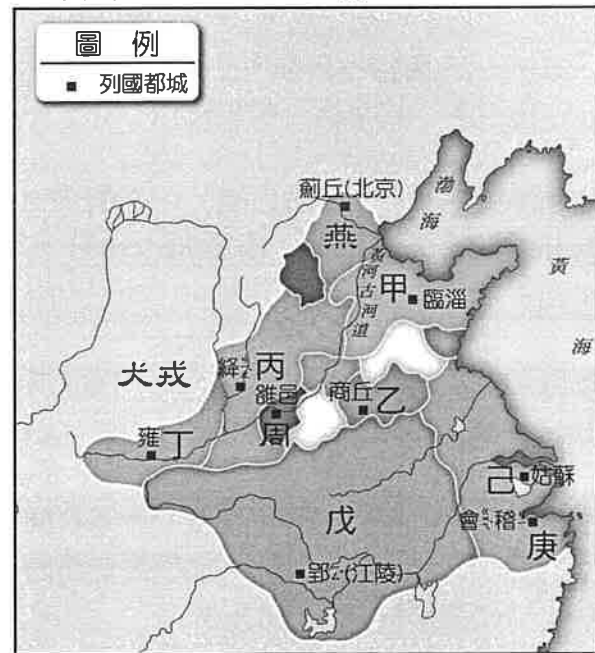 圖例
■ 列國都城
薊丘(北京)
燕
渤海
黃海
黃河古河道
甲
臨淄
犬戎
絳
丙
雒邑
周
商丘
乙
雍
丁
戊
郢(江陵)
己
姑蘇
會稽
庚